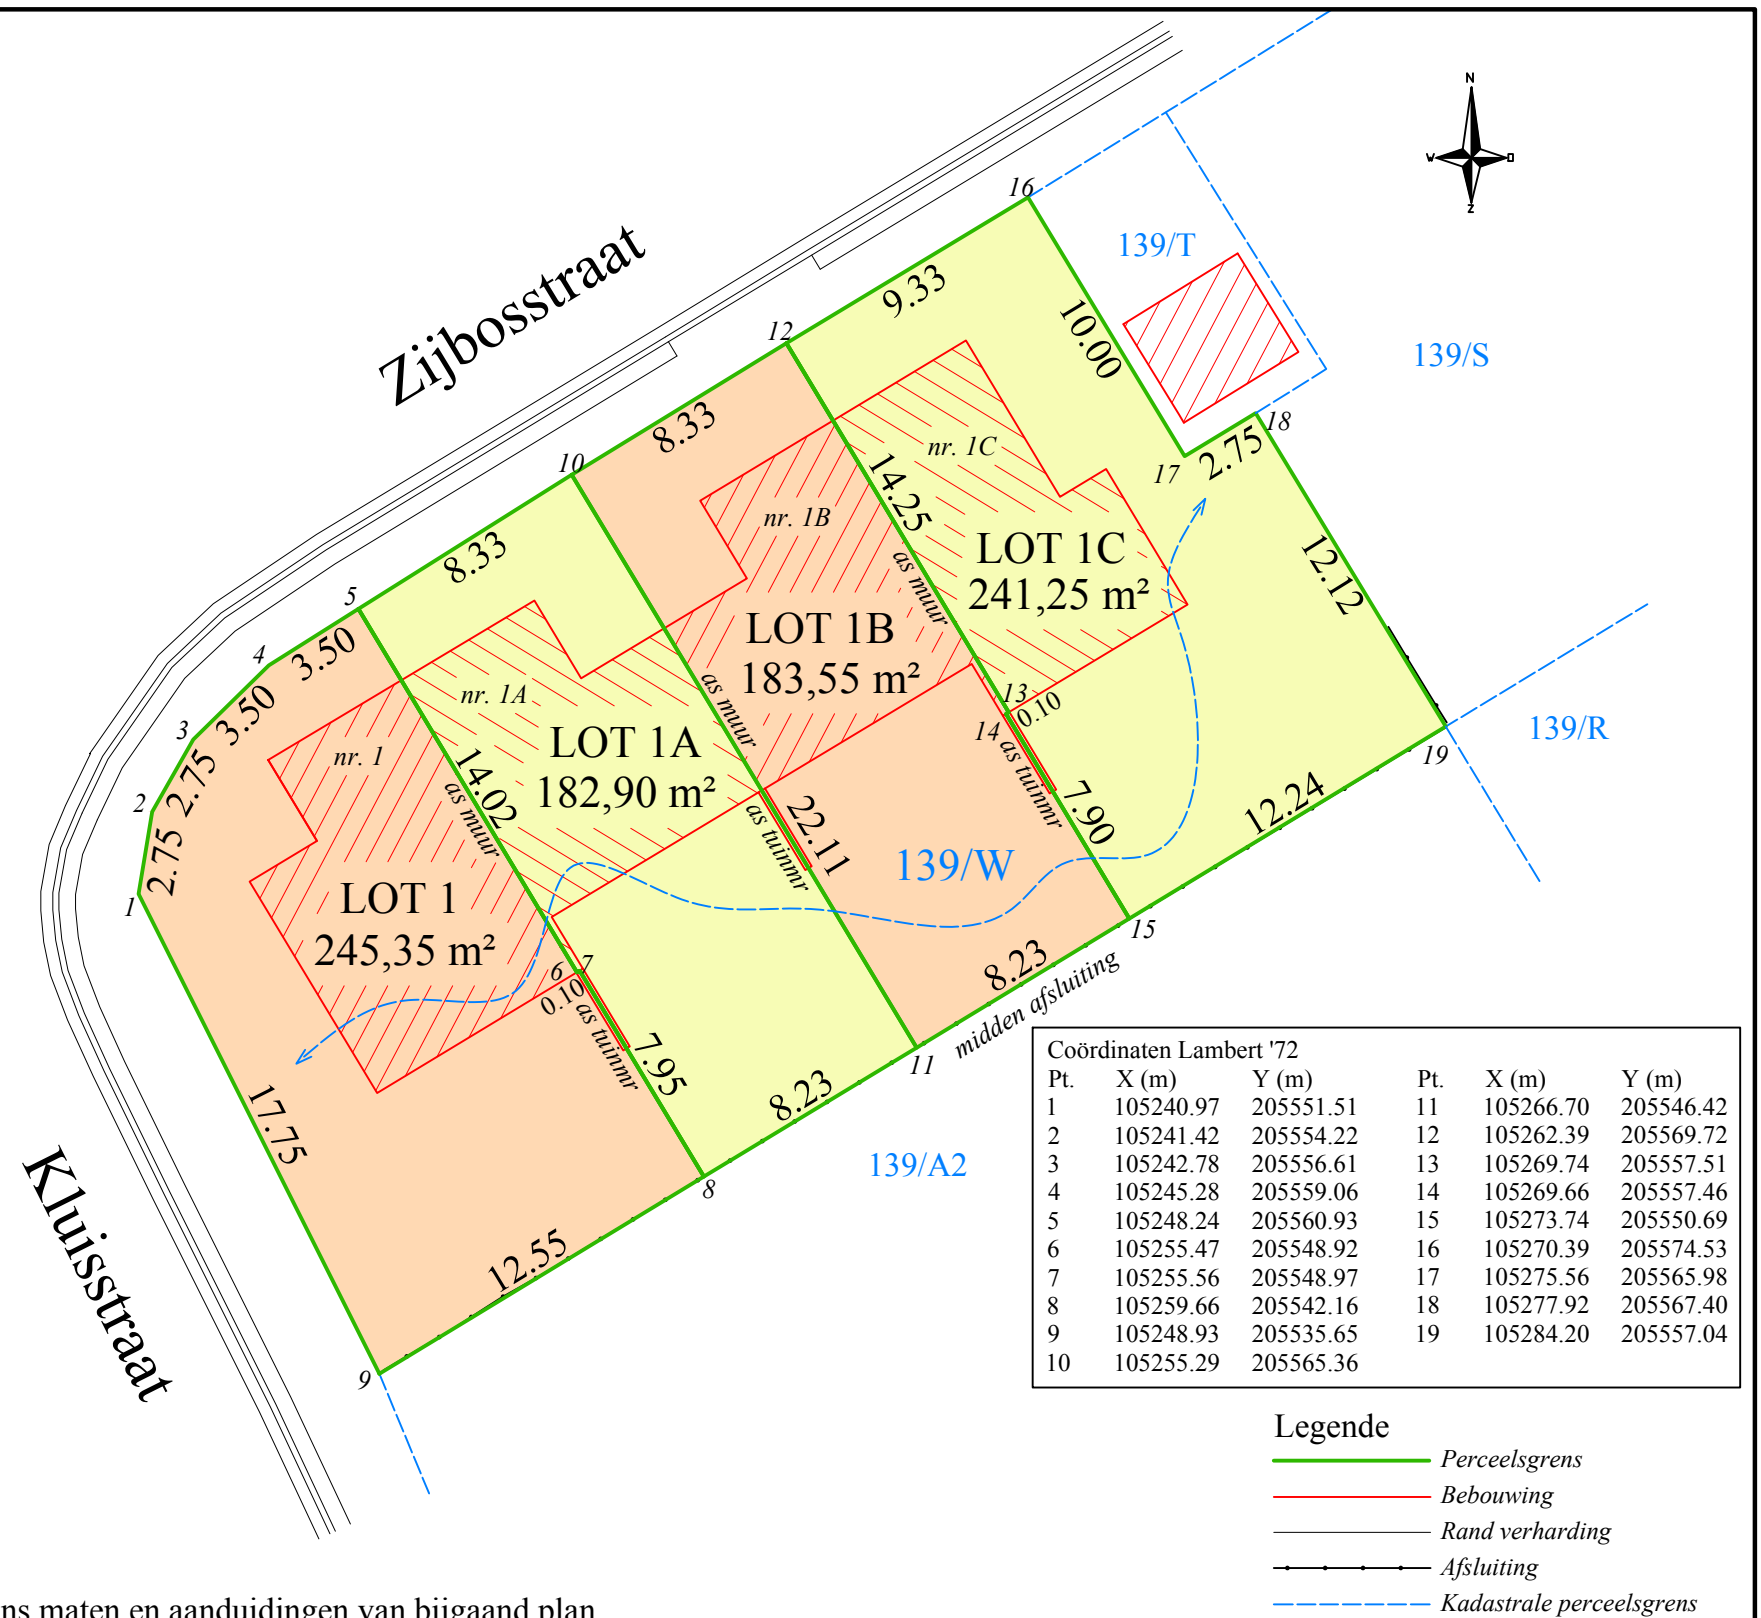 N
W
O
Z
16
139/T
Zijbosstraat
9.33
10.00
12
139/S
8.33
18
nr. 1C
2.75
17
10
14.25
nr. 1B
LOT 1C
241,25 m²
8.33
as muur
12.12
5
LOT 1B
183,55 m²
4
3.50
nr. 1A
as muur
13
0.10
14
139/R
3.50
3
LOT 1A
182,90 m²
as tuinmr
19
nr. 1
14.02
as muur
2.75
2
22.11
7.90
12.24
as tuinmr
139/W
2.75
1
LOT 1
245,35 m²
15
6
7
0.10
8.23
midden afsluiting
as tuinmr
7.95
11
8.23
17.75
139/A2
8
Kluisstraat
12.55
9
Coördinaten Lambert '72
Pt. X (m) Y (m) Pt. X (m) Y (m)
1 105240.97 205551.51 11 105266.70 205546.42
2 105241.42 205554.22 12 105262.39 205569.72
3 105242.78 205556.61 13 105269.74 205557.51
4 105245.28 205559.06 14 105269.66 205557.46
5 105248.24 205560.93 15 105273.74 205550.69
6 105255.47 205548.92 16 105270.39 205574.53
7 105255.56 205548.97 17 105275.56 205565.98
8 105259.66 205542.16 18 105277.92 205567.40
9 105248.93 205535.65 19 105284.20 205557.04
10 105255.29 205565.36
Legende
Perceelsgrens
Bebouwing
Rand verharding
Afsluiting
Kadastrale perceelsgrens
ns maten en aanduidingen van bijgaand plan